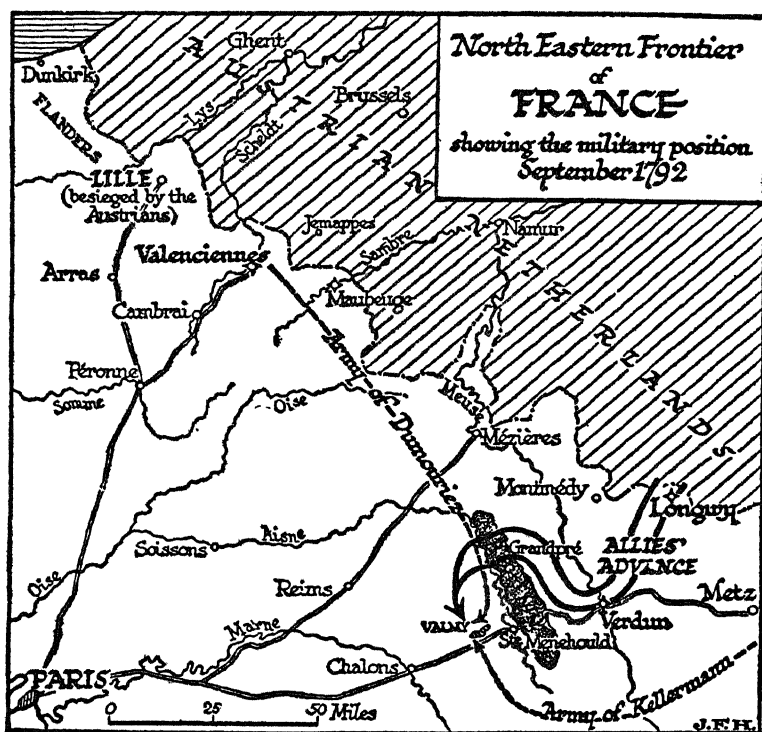 North Eastern Frontier
of
FRANCE
showing the military position
September 1792
Ghent
Dunkirk
FLANDERS
Lys
Scheldt
Brussels
AUSTRIAN
NETHERLANDS
LILLE
(besieged by the
Austrians)
Jemappes
Sambre
Namur
Valenciennes
Arras
Maubeuge
Cambrai
Army of Dumouriez
Péronne
Somme
Oise
Meuse
Mézières
Montmédy
Longwy
Soissons
Aisne
Grandpré
ALLIES'
ADVANCE
Oise
Reims
Metz
Verdun
Marne
VALMY
Ste Menehould
Chalons
PARIS
Army of Kellermann
0 25 50 Miles
J.F.H.